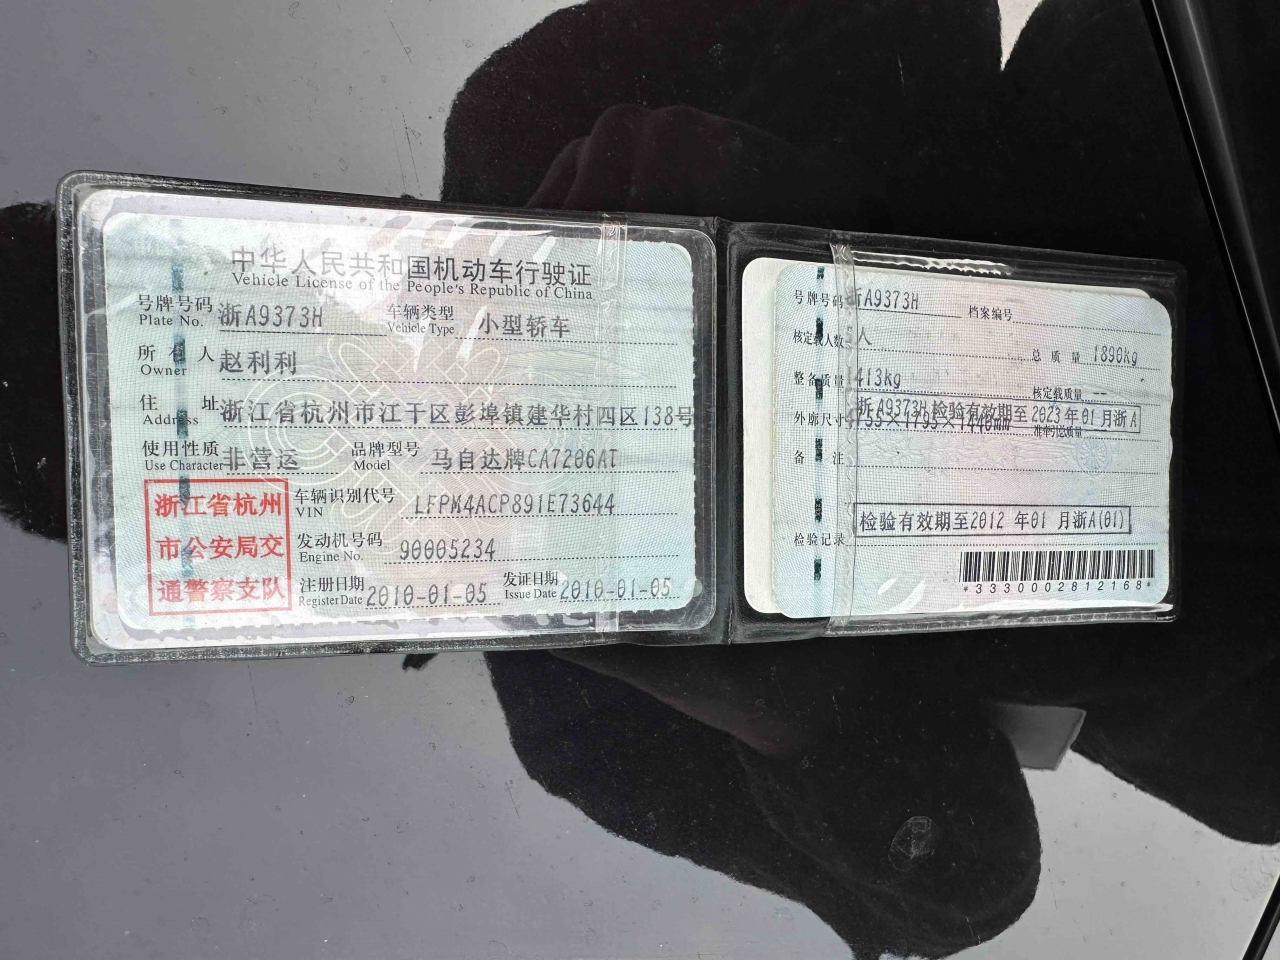 中华人民共和国机动车行驶证
Vehicle License of the People's Republic of China
号牌号码 浙A9373H 车辆类型 小型轿车
Plate No. Vehicle Type
所有人 赵利利
Owner
住址 浙江省杭州市江干区彭埠镇建华村四区138号
Address
使用性质 非营运 品牌型号 马自达牌CA7206AT
Use Character Model
浙江省杭州
市公安局交
通警察支队
车辆识别代号 LFPM4ACP891E73644
VIN
发动机号码 90005234
Engine No.
注册日期 2010-01-05 发证日期 2010-01-05
Register Date Issue Date
号牌号码 浙A9373H 档案编号
核定载人数 人 总质量 1890kg
整备质量 1413kg 核定载质量 --
浙A9373H 检验有效期至2023年01月浙A
外廓尺寸 4755×1795×1440mm 准牵引总质量
备注
检验有效期至2012年01月浙A(01)
检验记录
*3330002812168*